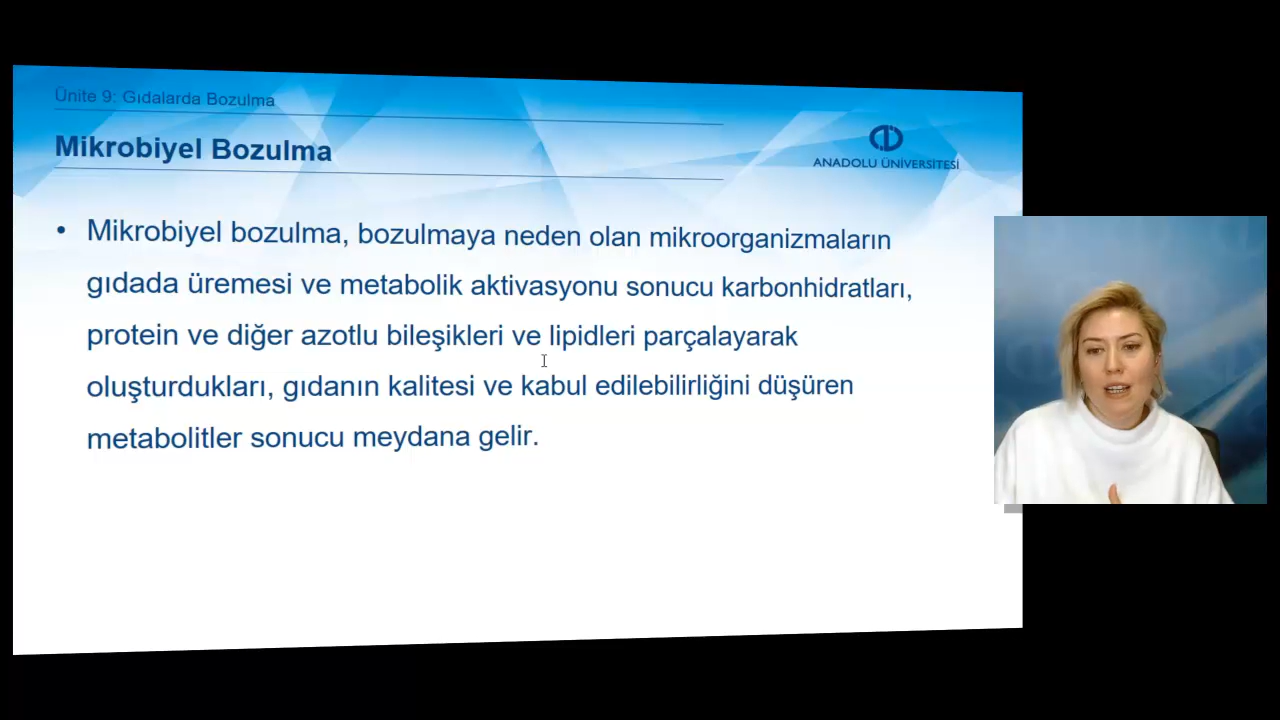 Ünite 9: Gıdalarda Bozulma
Mikrobiyel Bozulma
ANADOLU ÜNİVERSİTESİ
• Mikrobiyel bozulma, bozulmaya neden olan mikroorganizmaların
gıdada üremesi ve metabolik aktivasyonu sonucu karbonhidratları,
protein ve diğer azotlu bileşikleri ve lipidleri parçalayarak
oluşturdukları, gıdanın kalitesi ve kabul edilebilirliğini düşüren
metabolitler sonucu meydana gelir.